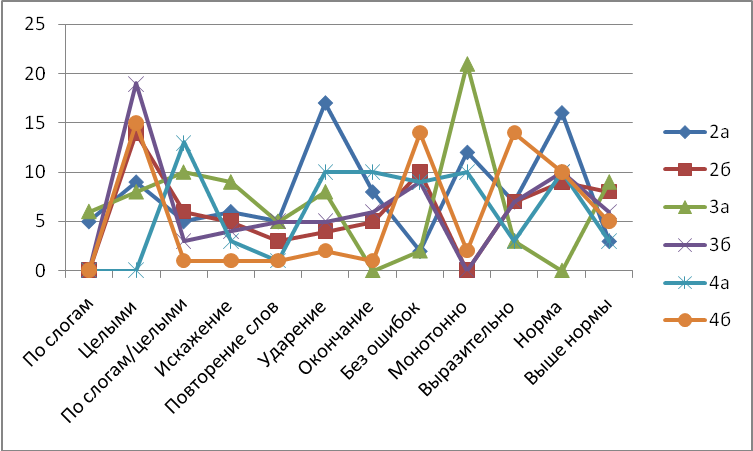 25
20
15
10
5
0
По слогам
Целыми
По слогам/целыми
Искажение
Повторение слов
Ударение
Окончание
Без ошибок
Монотонно
Выразительно
Норма
Выше нормы
2а
2б
3а
3б
4а
4б